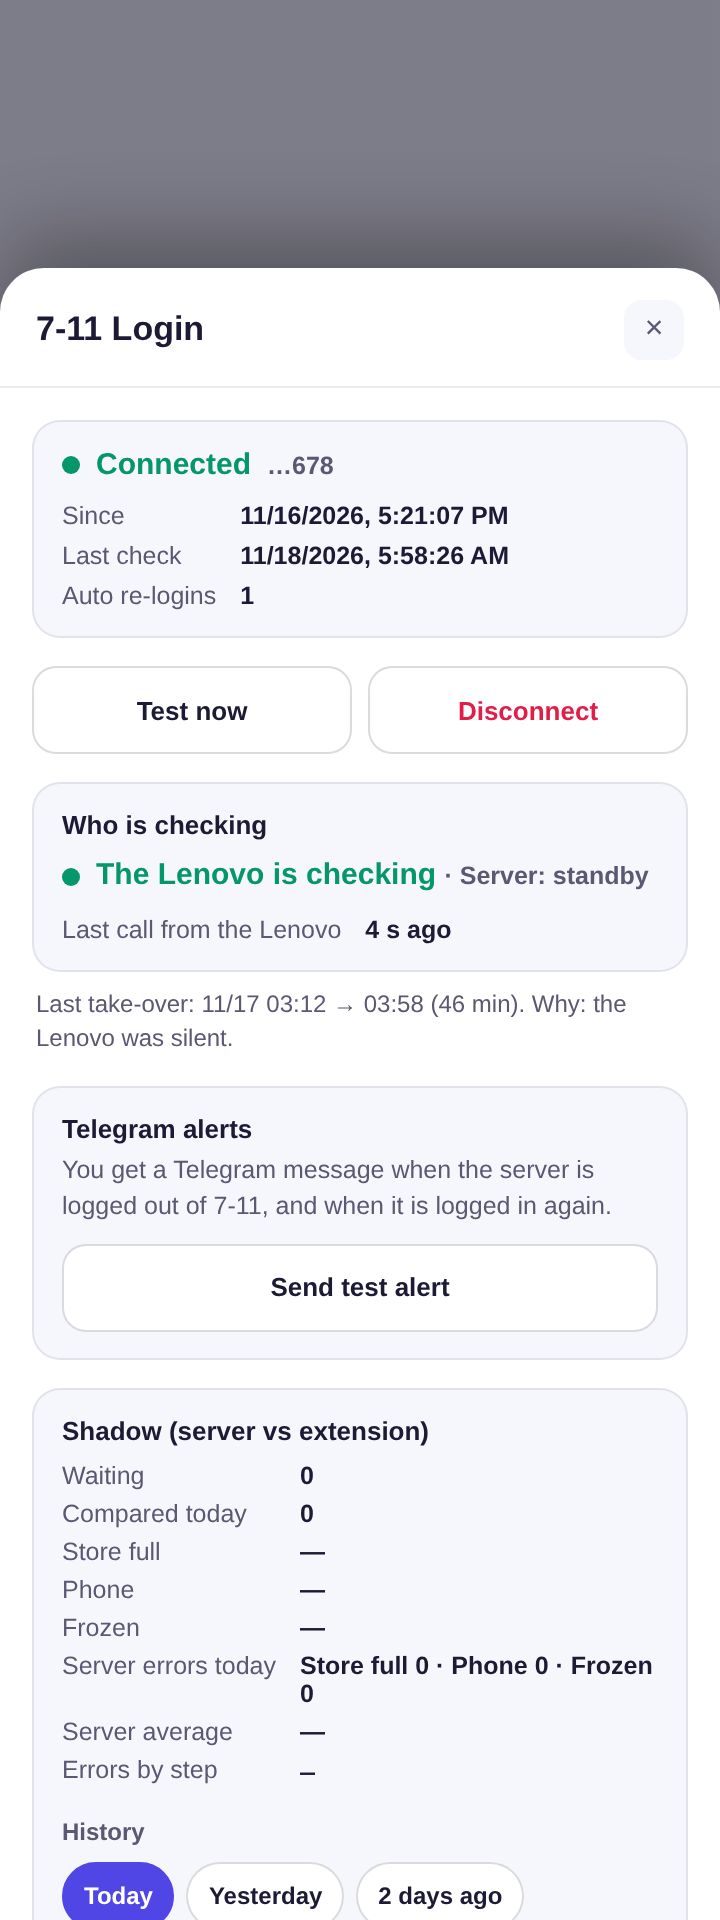 7-11 Login
×
Connected …678
Since 11/16/2026, 5:21:07 PM
Last check 11/18/2026, 5:58:26 AM
Auto re-logins 1
Test now Disconnect
Who is checking
The Lenovo is checking · Server: standby
Last call from the Lenovo 4 s ago
Last take-over: 11/17 03:12 → 03:58 (46 min). Why: the
Lenovo was silent.
Telegram alerts
You get a Telegram message when the server is
logged out of 7-11, and when it is logged in again.
Send test alert
Shadow (server vs extension)
Waiting 0
Compared today 0
Store full —
Phone —
Frozen —
Server errors today Store full 0 · Phone 0 · Frozen
0
Server average —
Errors by step –
History
Today Yesterday 2 days ago